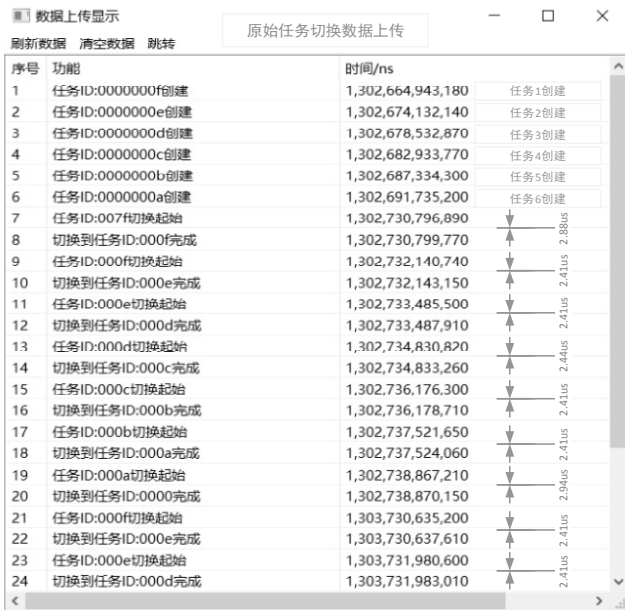 数据上传显示
原始任务切换数据上传
刷新数据 清空数据 跳转
序号 功能 时间/ns
1 任务ID:0000000f创建 1,302,664,943,180 任务1创建
2 任务ID:0000000e创建 1,302,674,132,140 任务2创建
3 任务ID:0000000d创建 1,302,678,532,870 任务3创建
4 任务ID:0000000c创建 1,302,682,933,770 任务4创建
5 任务ID:0000000b创建 1,302,687,334,300 任务5创建
6 任务ID:0000000a创建 1,302,691,735,200 任务6创建
7 任务ID:007f切换起始 1,302,730,796,890
8 切换到任务ID:000f完成 1,302,730,799,770 2.88us
9 任务ID:000f切换起始 1,302,732,140,740
10 切换到任务ID:000e完成 1,302,732,143,150 2.41us
11 任务ID:000e切换起始 1,302,733,485,500
12 切换到任务ID:000d完成 1,302,733,487,910 2.41us
13 任务ID:000d切换起始 1,302,734,830,820
14 切换到任务ID:000c完成 1,302,734,833,260 2.44us
15 任务ID:000c切换起始 1,302,736,176,300
16 切换到任务ID:000b完成 1,302,736,178,710 2.41us
17 任务ID:000b切换起始 1,302,737,521,650
18 切换到任务ID:000a完成 1,302,737,524,060 2.41us
19 任务ID:000a切换起始 1,302,738,867,210
20 切换到任务ID:0000完成 1,302,738,870,150 2.94us
21 任务ID:000f切换起始 1,303,730,635,200
22 切换到任务ID:000e完成 1,303,730,637,610 2.41us
23 任务ID:000e切换起始 1,303,731,980,600
24 切换到任务ID:000d完成 1,303,731,983,010 2.41us